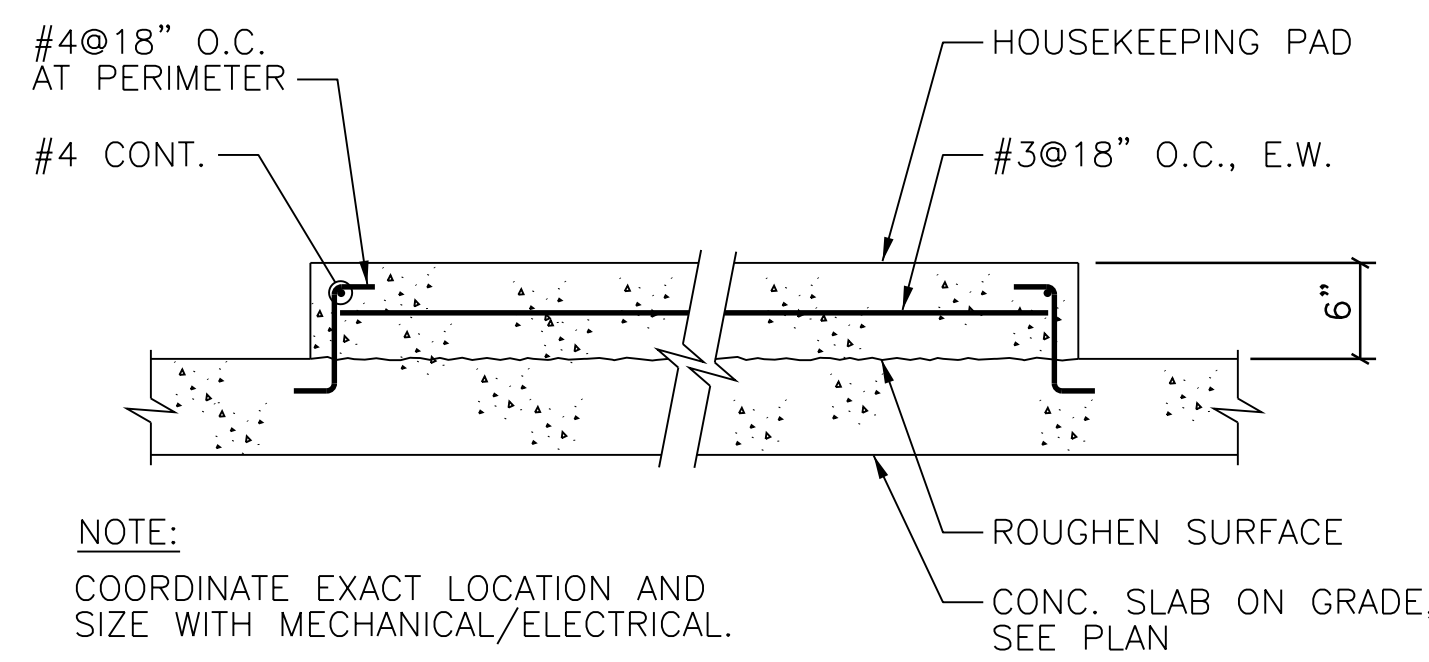 #4@18" O.C.
AT PERIMETER
#4 CONT.
HOUSEKEEPING PAD
#3@18" O.C., E.W.
6"
ROUGHEN SURFACE
CONC. SLAB ON GRADE,
SEE PLAN
NOTE:
COORDINATE EXACT LOCATION AND
SIZE WITH MECHANICAL/ELECTRICAL.